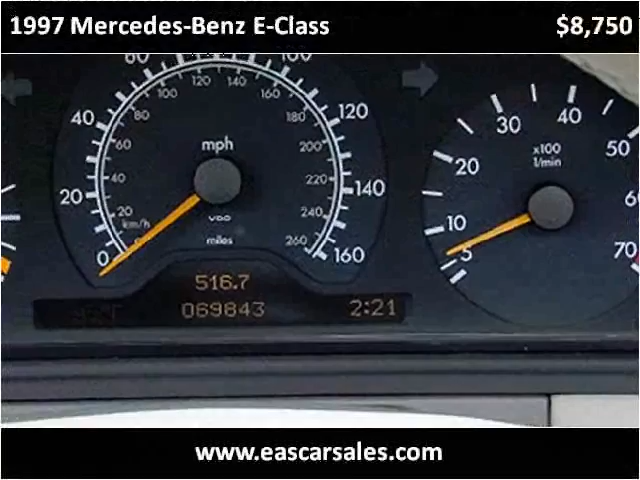 1997 Mercedes-Benz E-Class $8,750
60 100
80 100 120 140 160
40 60 180 120
mph
200
20 40 220 140
20 km/h 240
0 miles 260 160
x100
1/min
5 10 20 30 40 50 6 70
516.7
069843 2:21
www.eascarsales.com